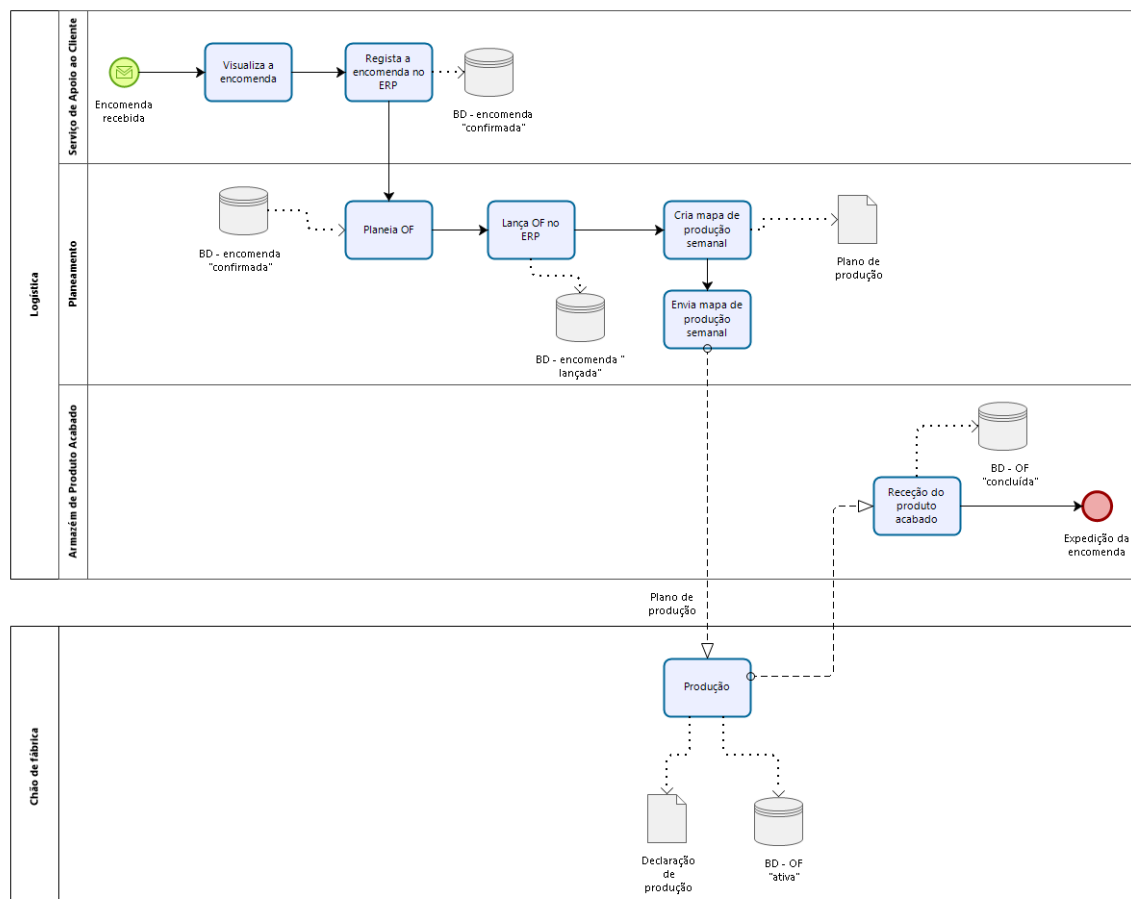 Logística
Serviço de Apoio ao Cliente
Encomenda
recebida
Visualiza a
encomenda
Regista a
encomenda no
ERP
BD - encomenda
"confirmada"
Planeamento
BD - encomenda
"confirmada"
Planeia OF
Lança OF no
ERP
BD - encomenda "
lançada"
Cria mapa de
produção
semanal
Plano de
produção
Envia mapa de
produção
semanal
Armazém de Produto Acabado
Receção do
produto
acabado
BD - OF
"concluída"
Expedição da
encomenda
Plano de
produção
Chão de fábrica
Produção
Declaração
de
produção
BD - OF
"ativa"